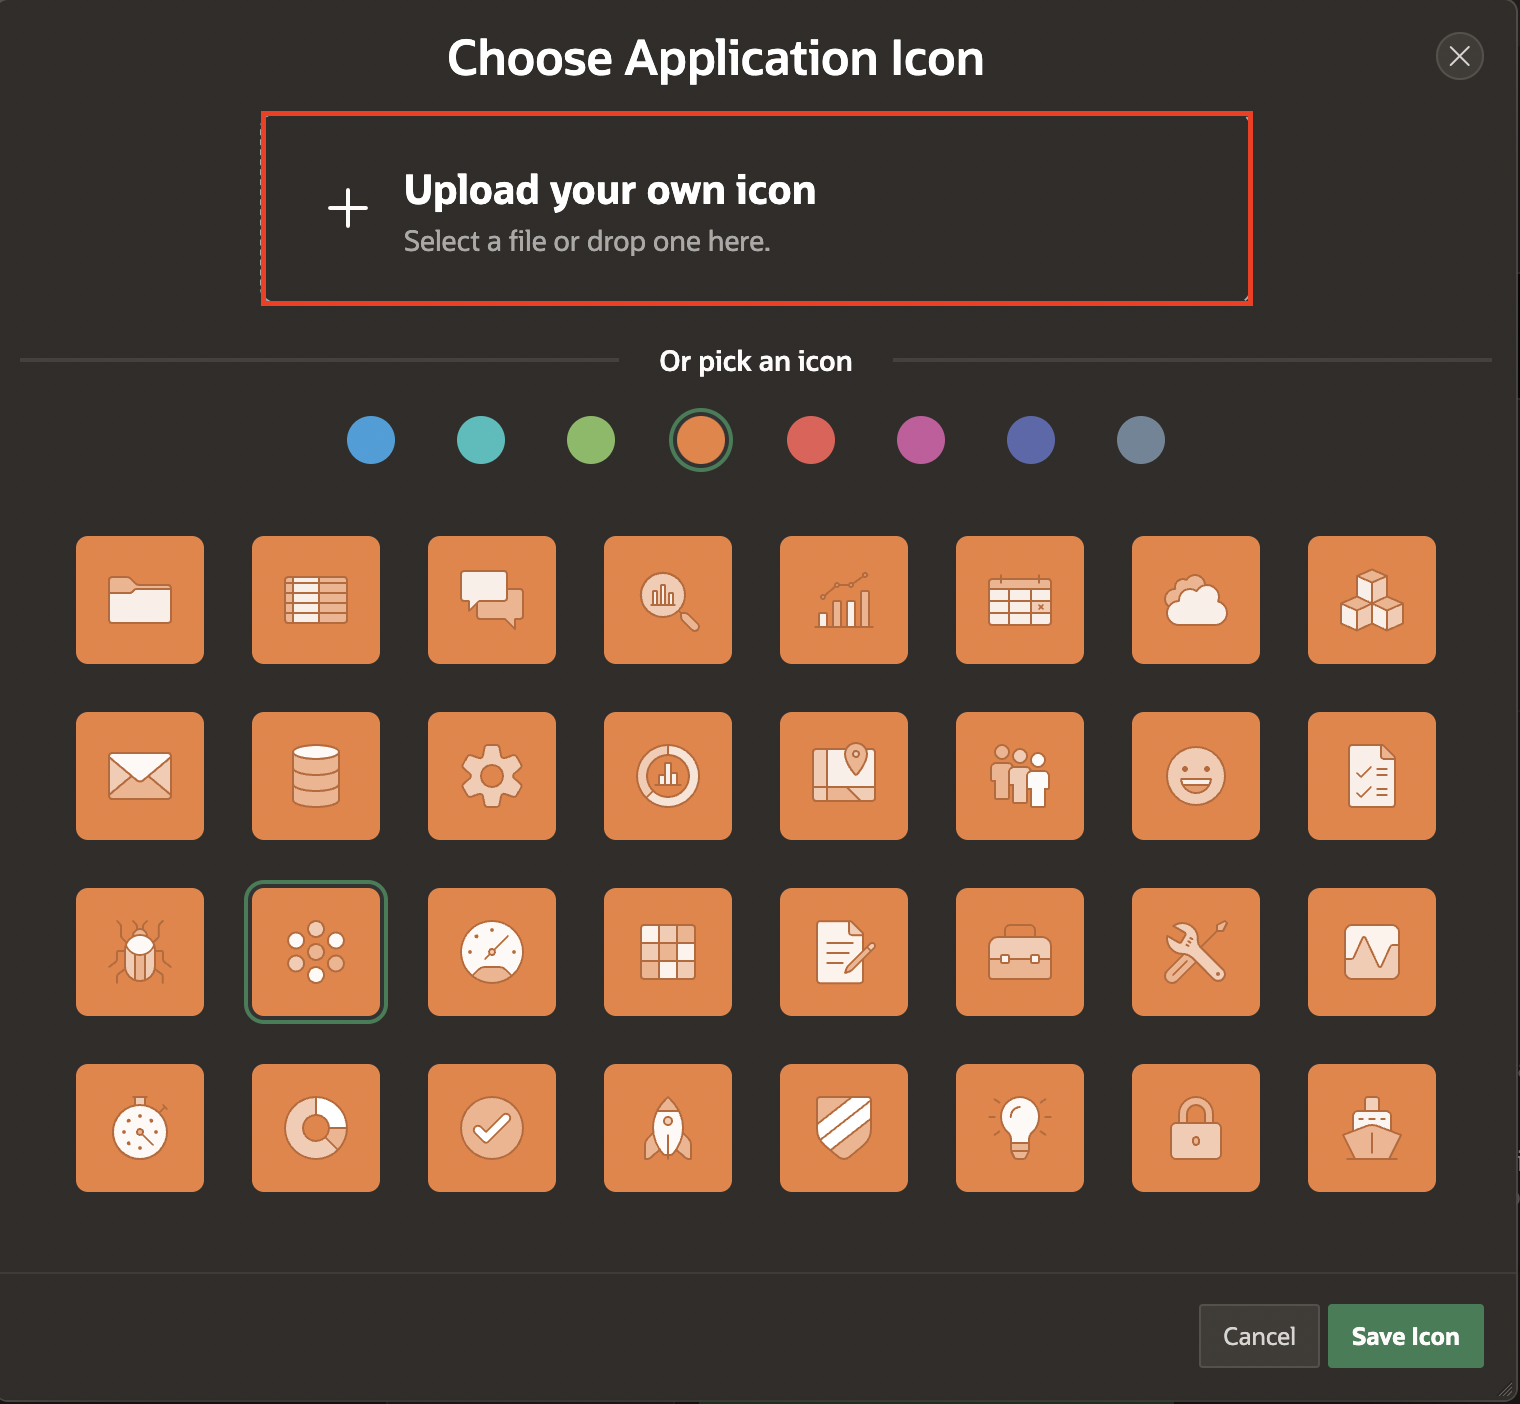 Choose Application Icon
Upload your own icon
Select a file or drop one here.
Or pick an icon
Cancel
Save Icon